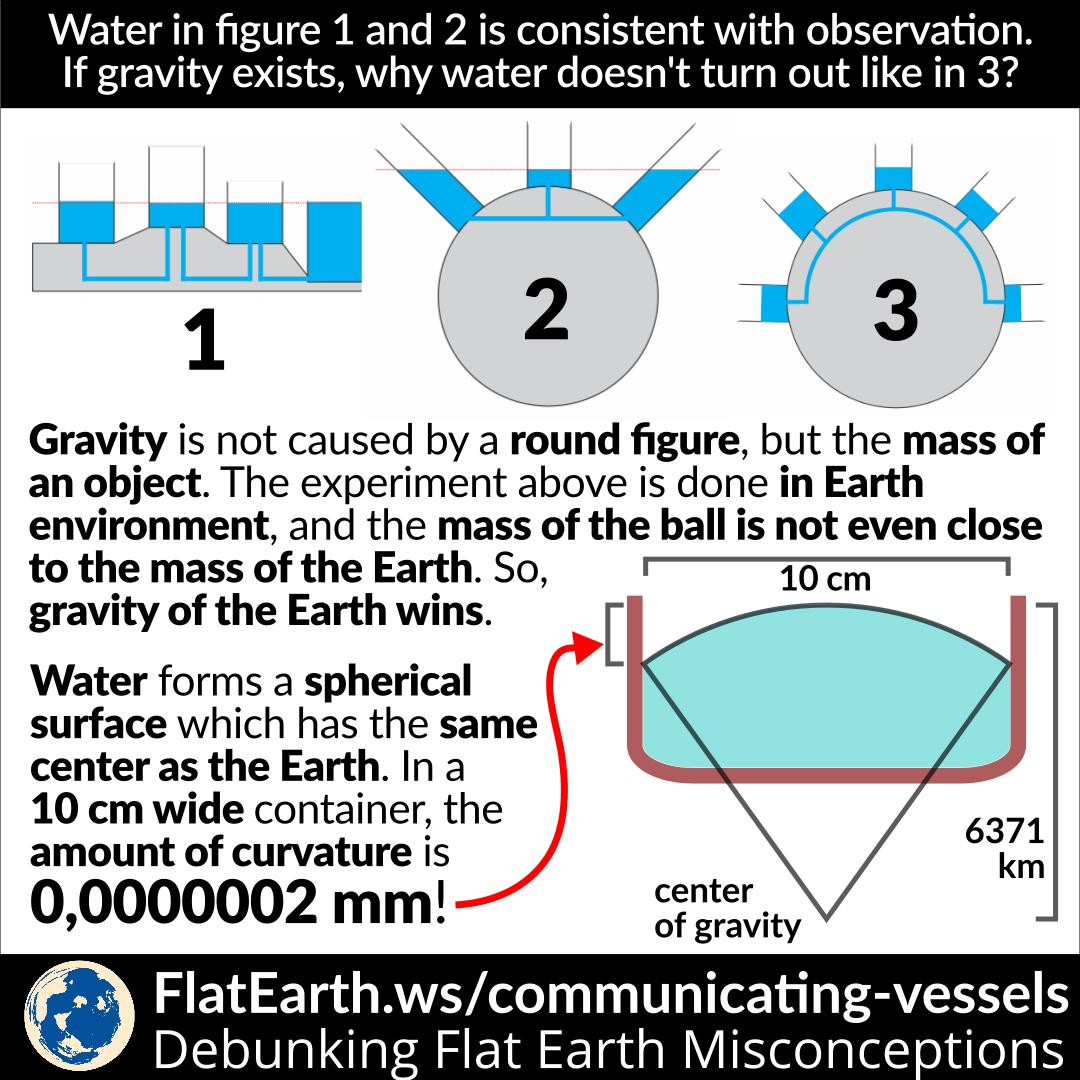 Water in figure 1 and 2 is consistent with observation.
If gravity exists, why water doesn't turn out like in 3?
1
2
3
Gravity is not caused by a round figure, but the mass of
an object. The experiment above is done in Earth
environment, and the mass of the ball is not even close
to the mass of the Earth. So,
gravity of the Earth wins.
Water forms a spherical
surface which has the same
center as the Earth. In a
10 cm wide container, the
amount of curvature is
0,0000002 mm!
10 cm
6371
km
center
of gravity
FlatEarth.ws/communicating-vessels
Debunking Flat Earth Misconceptions